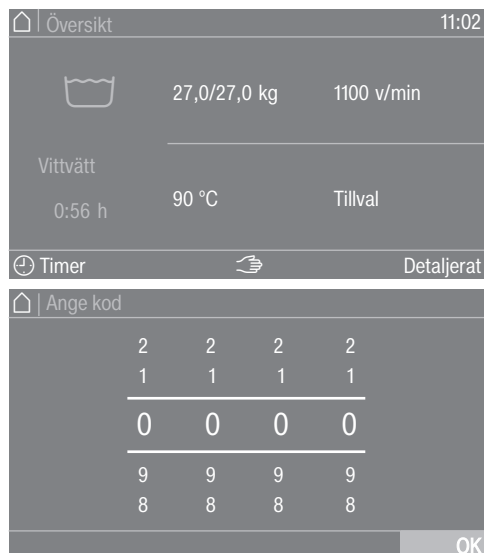 Översikt 11:02
27,0/27,0 kg 1100 v/min
Vittvätt
90 °C Tillval
0:56 h
Timer Detaljerat
Ange kod
2 2 2 2
1 1 1 1
0 0 0 0
9 9 9 9
8 8 8 8
OK